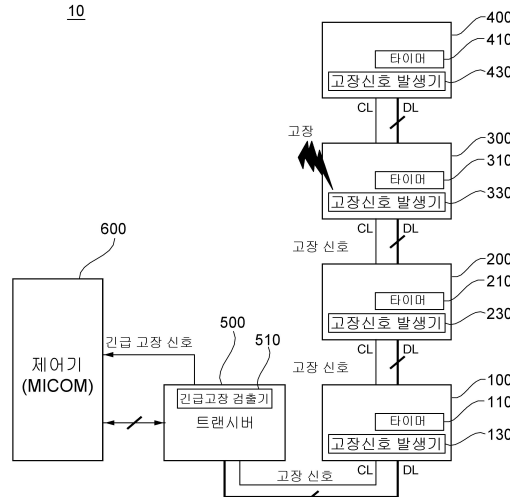 10
400
타이머
410
고장신호 발생기
430
CL
DL
고장
300
타이머
310
고장신호 발생기
330
CL
DL
고장 신호
200
타이머
210
고장신호 발생기
230
CL
DL
고장 신호
100
타이머
110
고장신호 발생기
130
CL
DL
600
제어기
(MICOM)
긴급 고장 신호
500
510
긴급고장 검출기
트랜시버
고장 신호